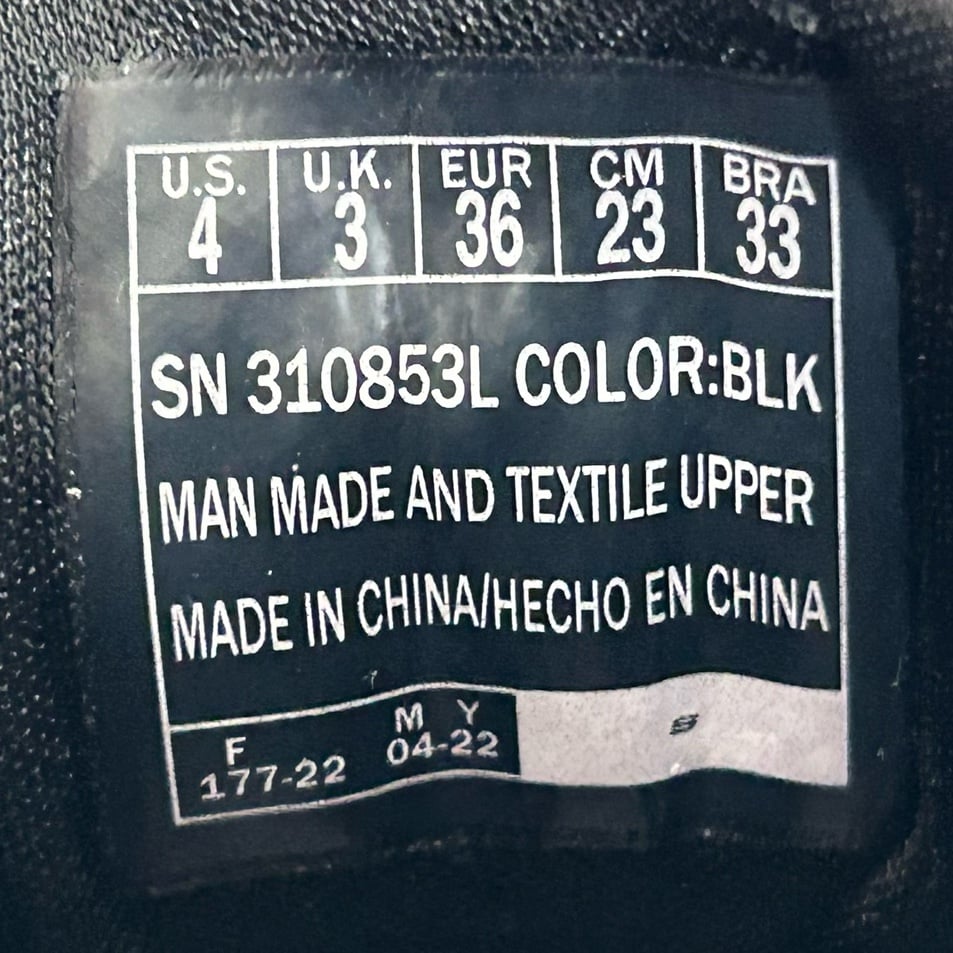 U.S. U.K. EUR CM BRA
4 3 36 23 33
SN 310853L COLOR:BLK
MAN MADE AND TEXTILE UPPER
MADE IN CHINA/HECHO EN CHINA
F M Y
177-22 04-22